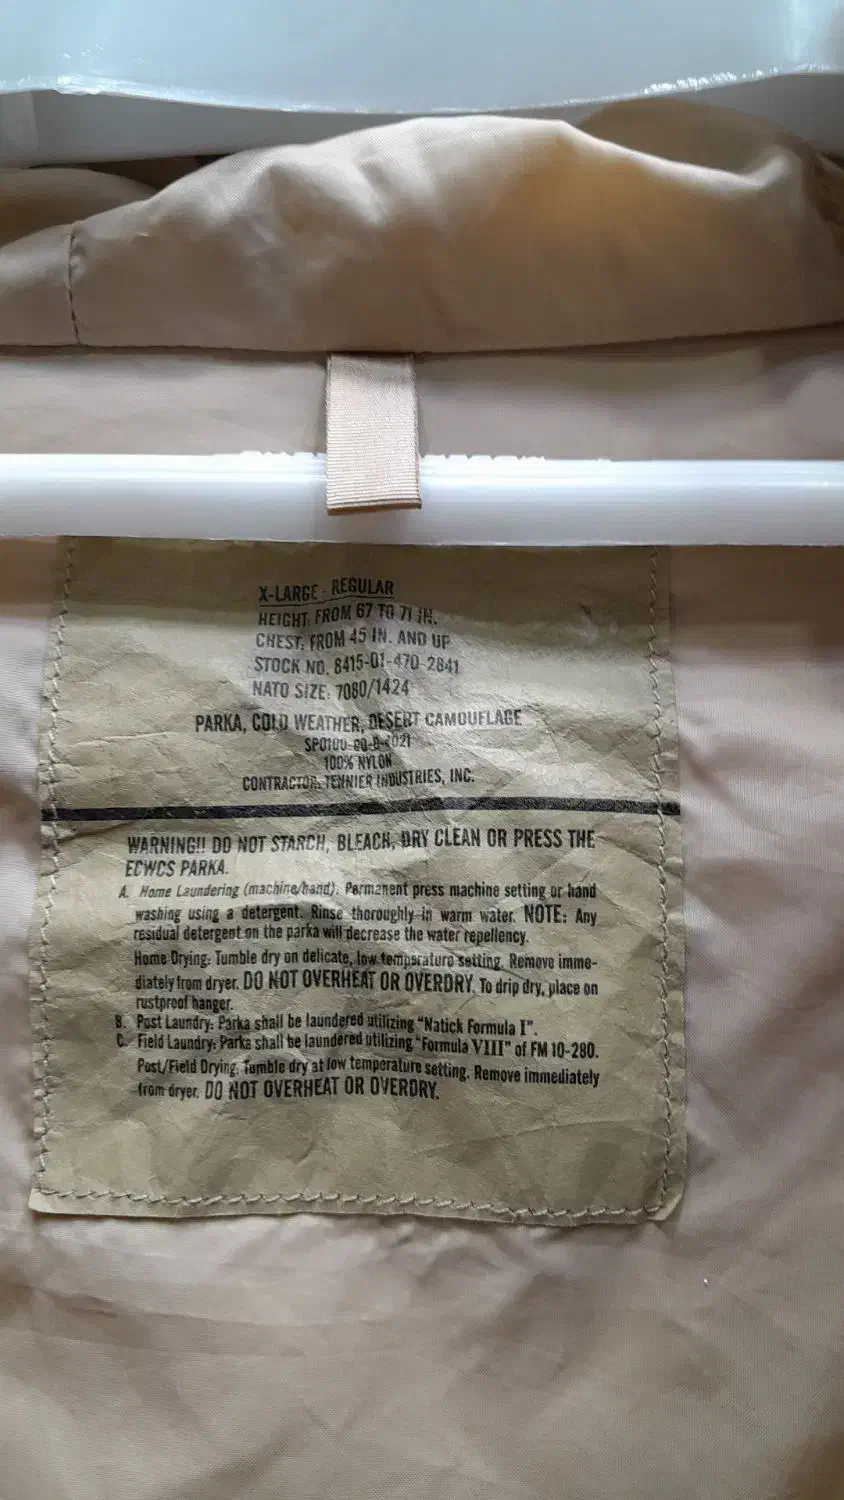 X-LARGE - REGULAR
HEIGHT: FROM 67 TO 71 IN.
CHEST: FROM 45 IN. AND UP
STOCK NO. 8415-01-470-2841
NATO SIZE: 7080/1424
PARKA, COLD WEATHER, DESERT CAMOUFLAGE
100% NYLON
CONTRACTOR: TENNIER INDUSTRIES, INC.
WARNING!! DO NOT STARCH, BLEACH, DRY CLEAN OR PRESS THE
ECWCS PARKA.
A. Home Laundering (machine/hand): Permanent press machine setting or hand
washing using a detergent. Rinse thoroughly in warm water. NOTE: Any
residual detergent on the parka will decrease the water repellency.
Home Drying: Tumble dry on delicate, low temperature setting. Remove imme-
diately from dryer. DO NOT OVERHEAT OR OVERDRY. To drip dry, place on
rustproof hanger.
B. Post Laundry: Parka shall be laundered utilizing "Natick Formula I".
C. Field Laundry: Parka shall be laundered utilizing "Formula VIII" of FM 10-280.
Post/Field Drying: Tumble dry at low temperature setting. Remove immediately
from dryer. DO NOT OVERHEAT OR OVERDRY.